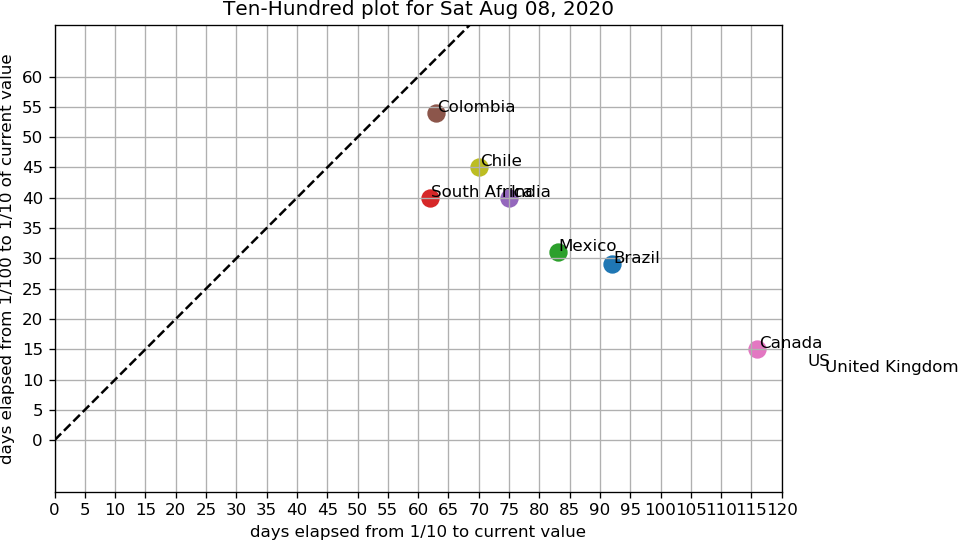 Ten-Hundred plot for Sat Aug 08, 2020
days elapsed from 1/100 to 1/10 of current value
60
55
50
45
40
35
30
25
20
15
10
5
0
Colombia
Chile
South Africa
India
Mexico
Brazil
Canada
US
United Kingdom
0 5 10 15 20 25 30 35 40 45 50 55 60 65 70 75 80 85 90 95 100 105 110 115 120
days elapsed from 1/10 to current value